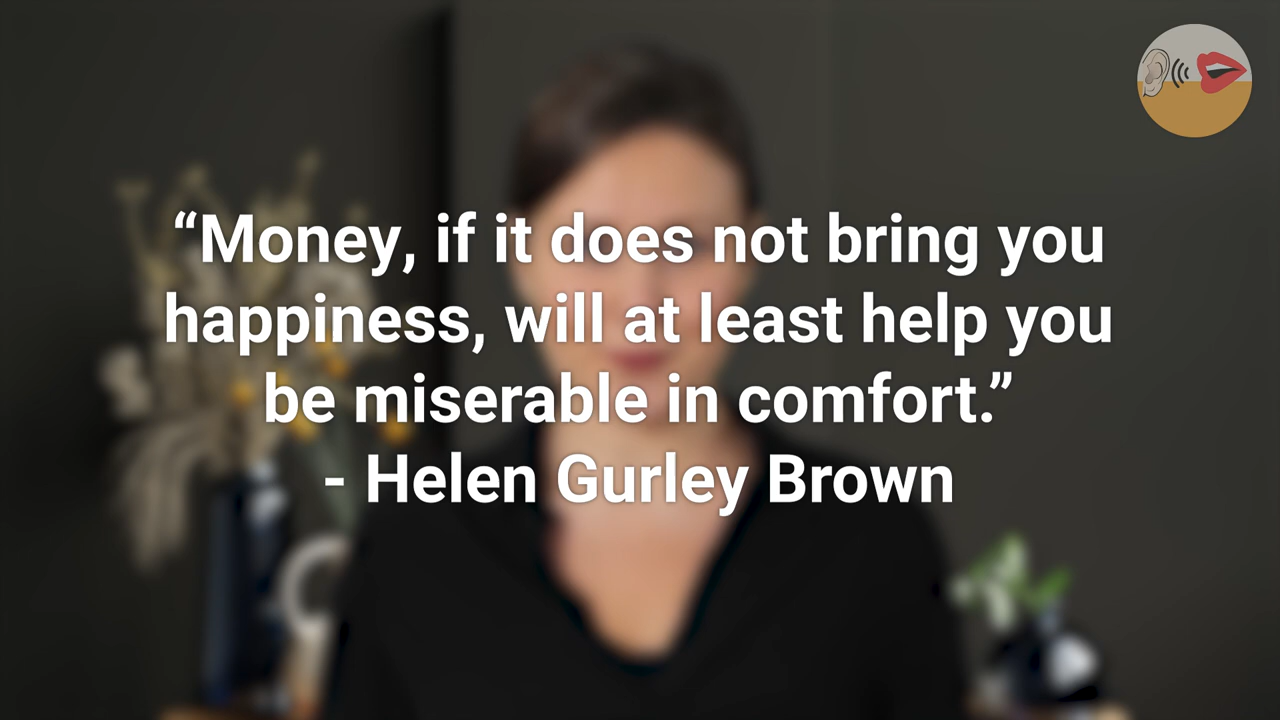 “Money, if it does not bring you
happiness, will at least help you
be miserable in comfort.”
- Helen Gurley Brown